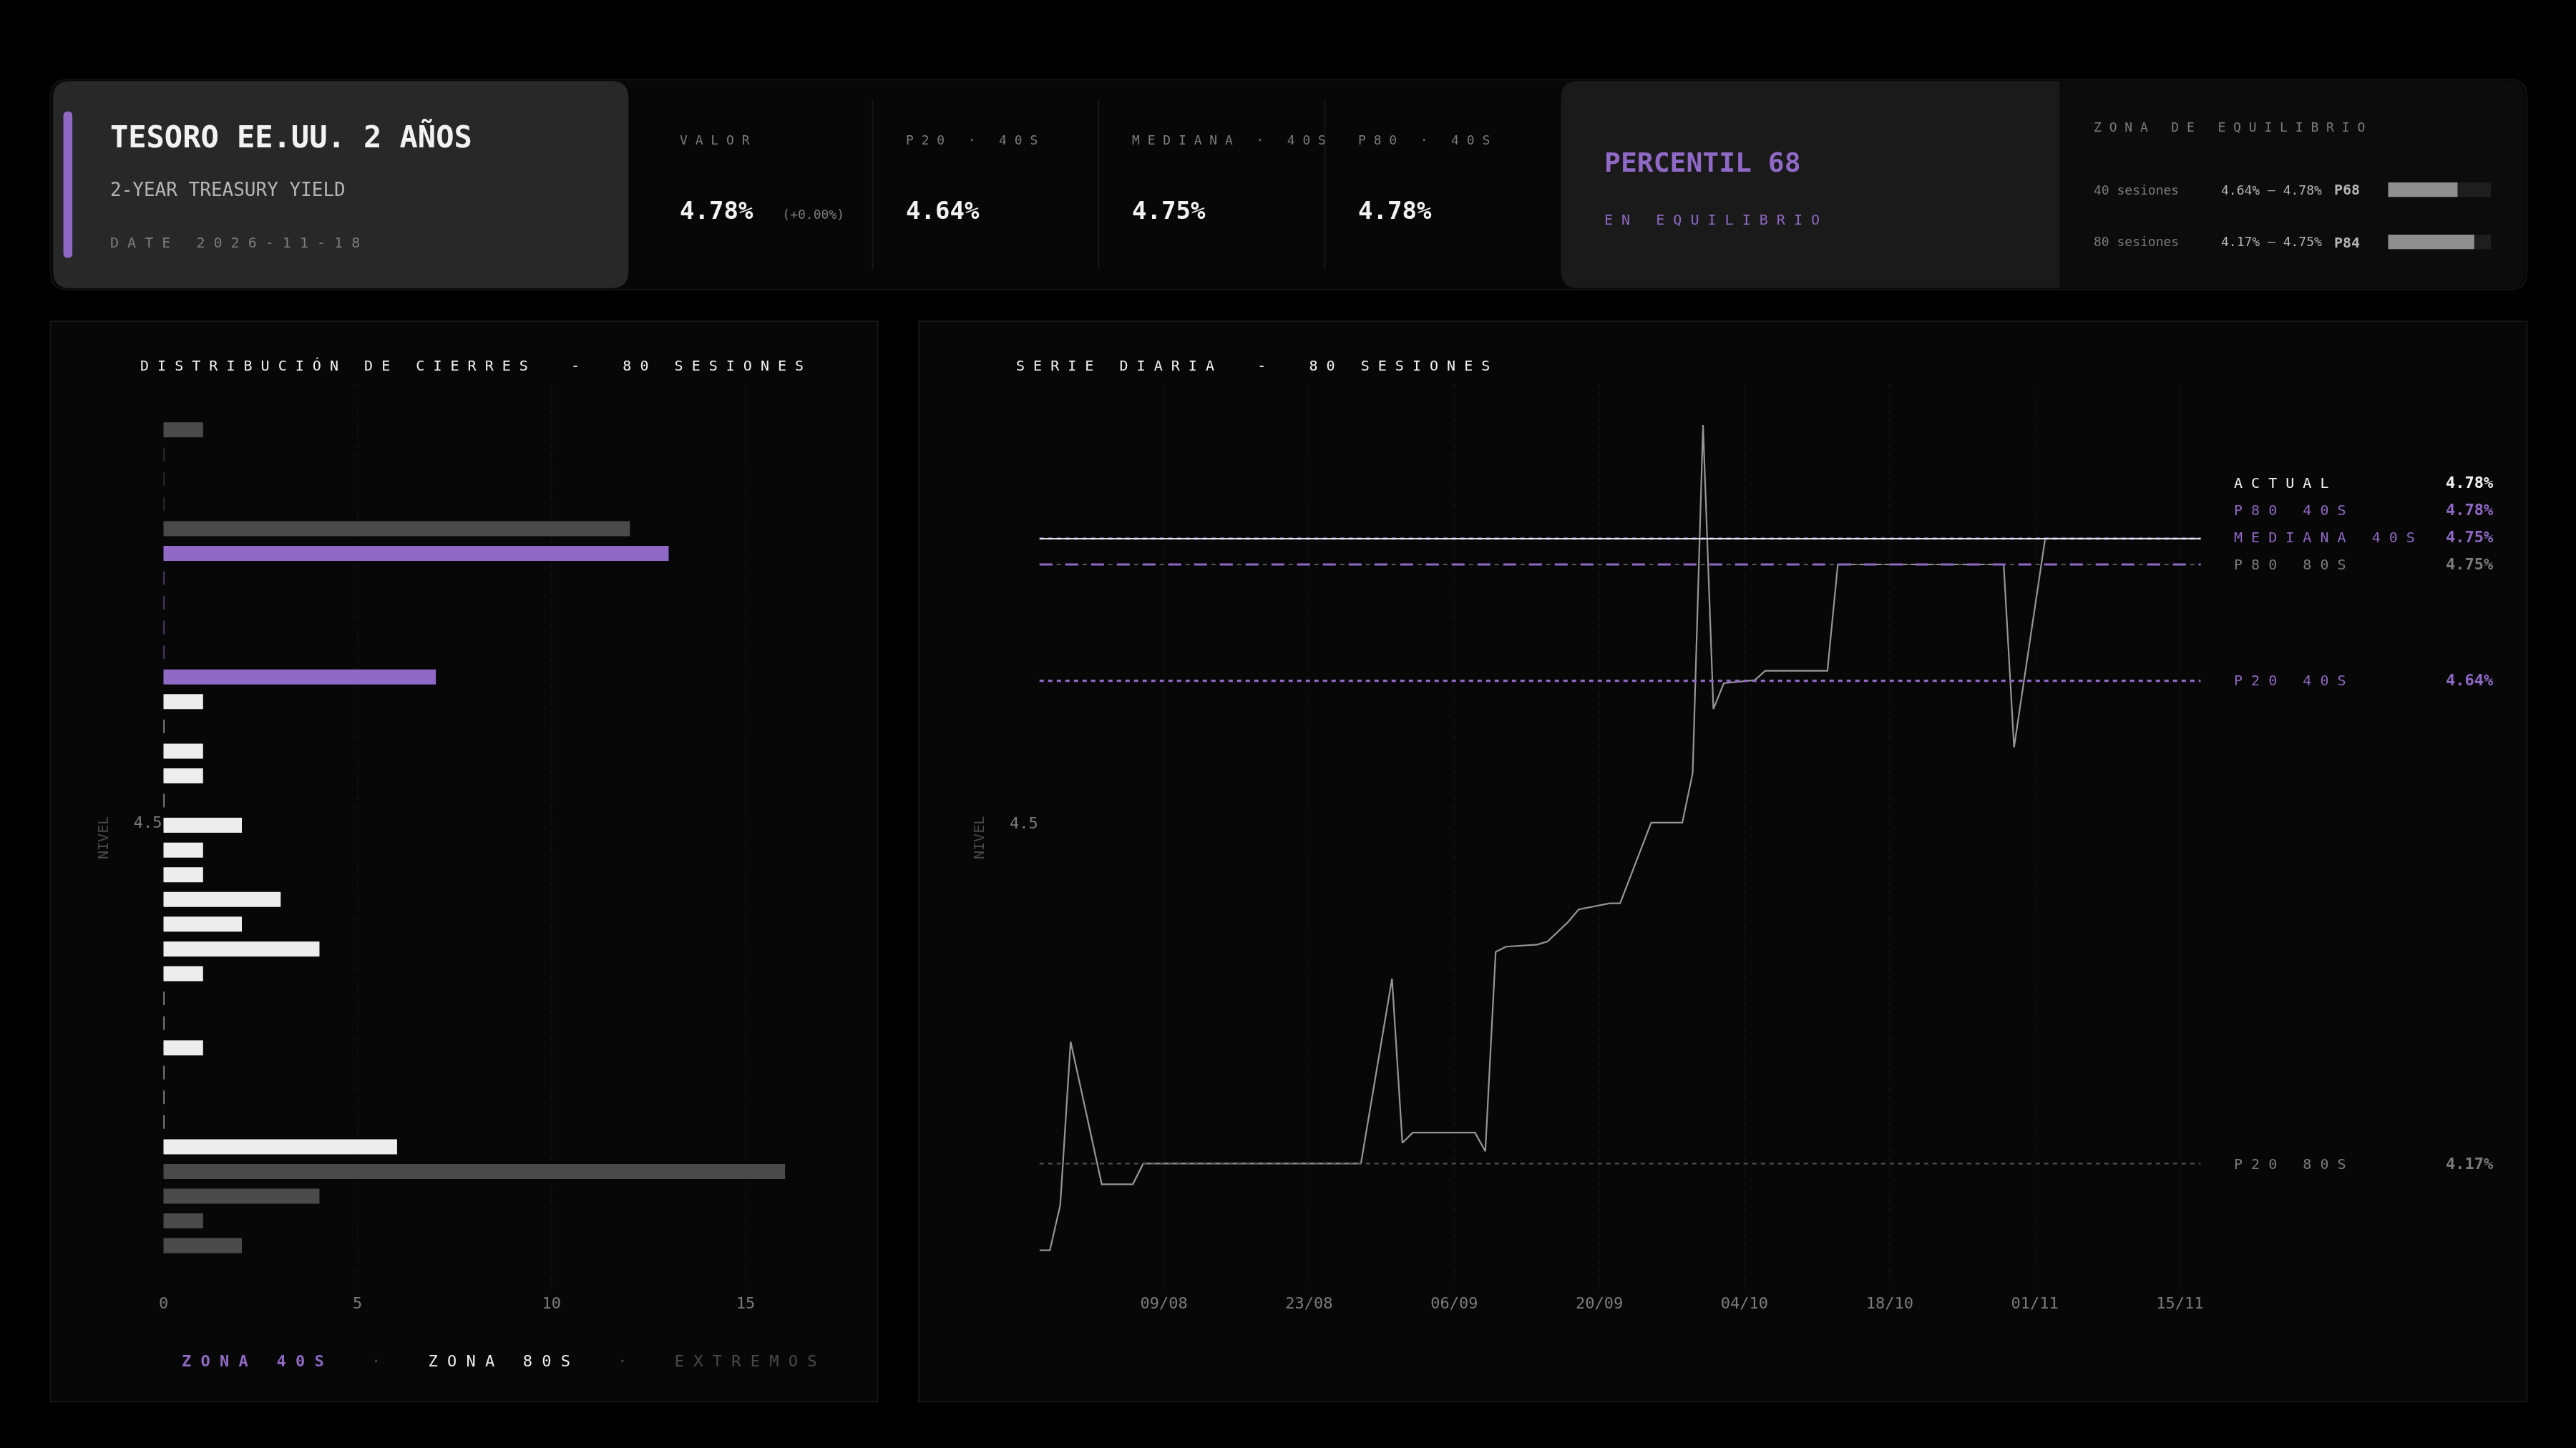 TESORO EE.UU. 2 AÑOS
2-YEAR TREASURY YIELD
DATE 2026-11-18
VALOR
4.78% (+0.00%)
P20 · 40S
4.64%
MEDIANA · 40S
4.75%
P80 · 40S
4.78%
PERCENTIL 68
EN EQUILIBRIO
ZONA DE EQUILIBRIO
40 sesiones 4.64% — 4.78% P68
80 sesiones 4.17% — 4.75% P84
DISTRIBUCIÓN DE CIERRES - 80 SESIONES
NIVEL
4.5
0 5 10 15
ZONA 40S · ZONA 80S · EXTREMOS
SERIE DIARIA - 80 SESIONES
ACTUAL 4.78%
P80 40S 4.78%
MEDIANA 40S 4.75%
P80 80S 4.75%
P20 40S 4.64%
NIVEL
4.5
P20 80S 4.17%
09/08 23/08 06/09 20/09 04/10 18/10 01/11 15/11